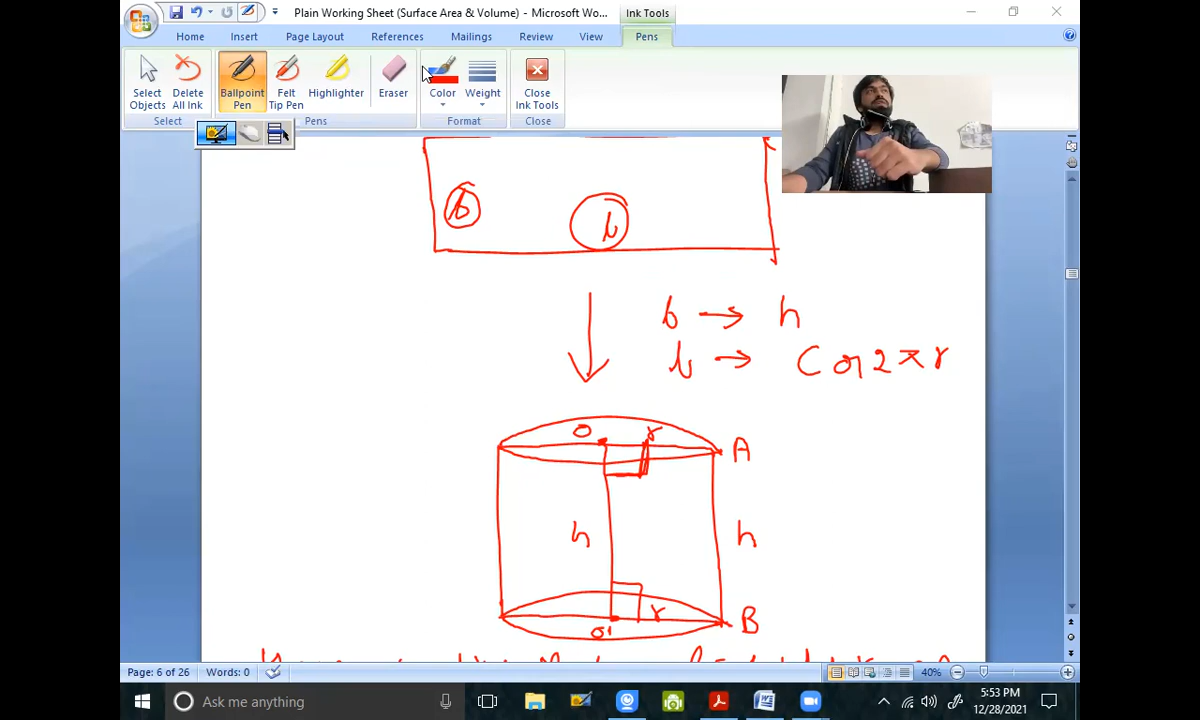 Plain Working Sheet (Surface Area & Volume) - Microsoft Wo...
Ink Tools
Home
Insert
Page Layout
References
Mailings
Review
View
Pens
Select Objects
Delete All Ink
Ballpoint Pen
Felt Tip Pen
Highlighter
Eraser
Color
Weight
Close Ink Tools
Select
Pens
Format
Close
b
l
b → h
l → C or 2πr
O
r
A
h
h
r
B
O'
Page: 6 of 26
Words: 0
40%
Ask me anything
5:53 PM
12/28/2021